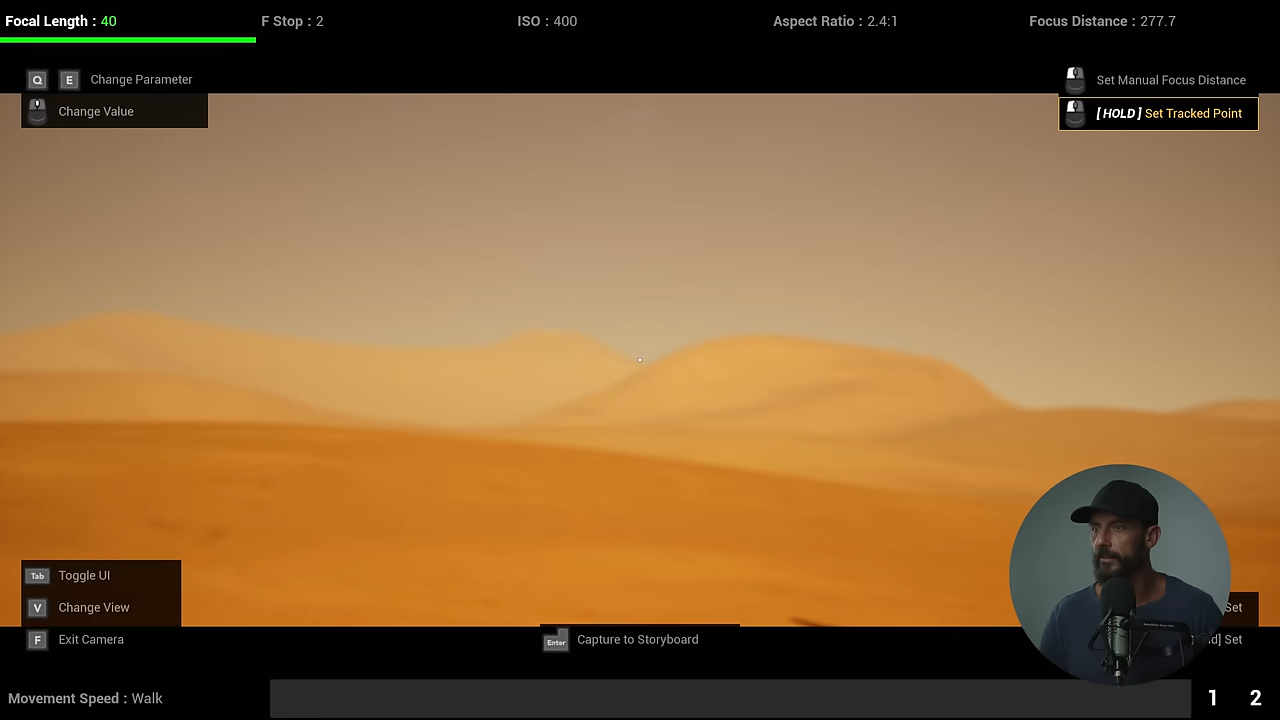 Focal Length : 40
F Stop : 2
ISO : 400
Aspect Ratio : 2.4:1
Focus Distance : 277.7
Q E Change Parameter
Change Value
Set Manual Focus Distance
[ HOLD ] Set Tracked Point
Tab Toggle UI
V Change View
F Exit Camera
Enter Capture to Storyboard
Set
] Set
Movement Speed : Walk
1 2